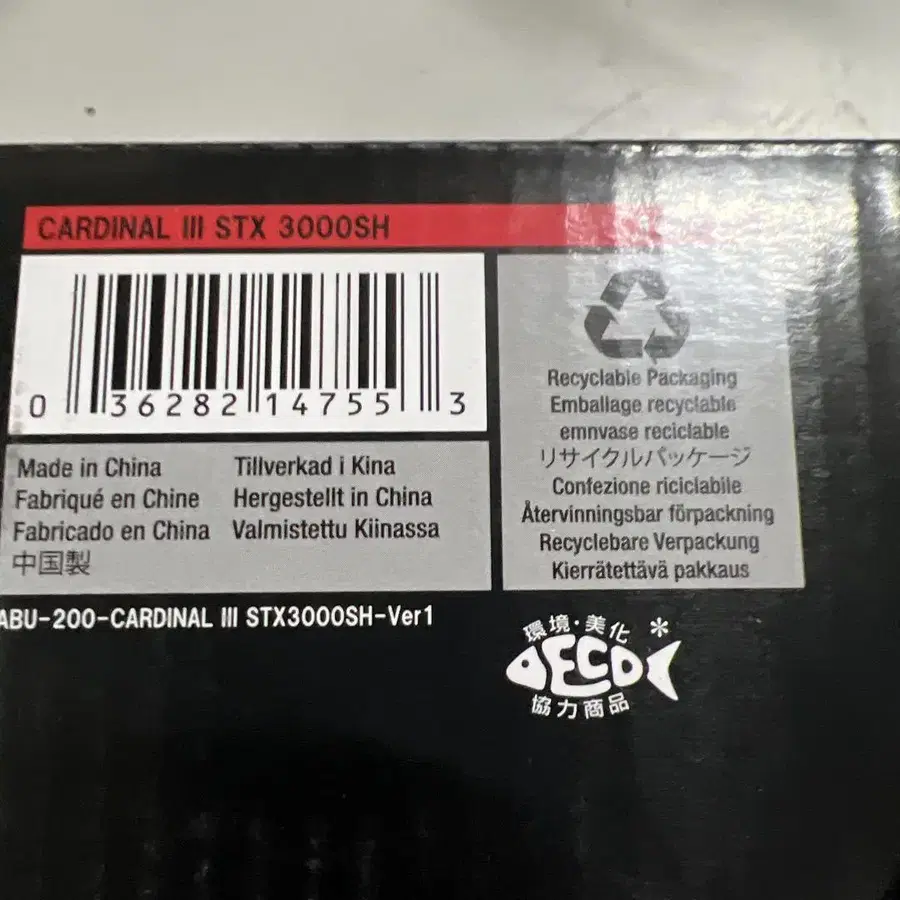 CARDINAL III STX 3000SH
0 36282 14755 3
Made in China
Fabriqué en Chine
Fabricado en China
中国製
Tillverkad i Kina
Hergestellt in China
Valmistettu Kiinassa
Recyclable Packaging
Emballage recyclable
emnvase reciclable
リサイクルパッケージ
Confezione riciclabile
Återvinningsbar förpackning
Recyclebare Verpackung
Kierrätettävä pakkaus
ABU-200-CARDINAL III STX3000SH-Ver1
環境・美化 *
ECO
協力商品